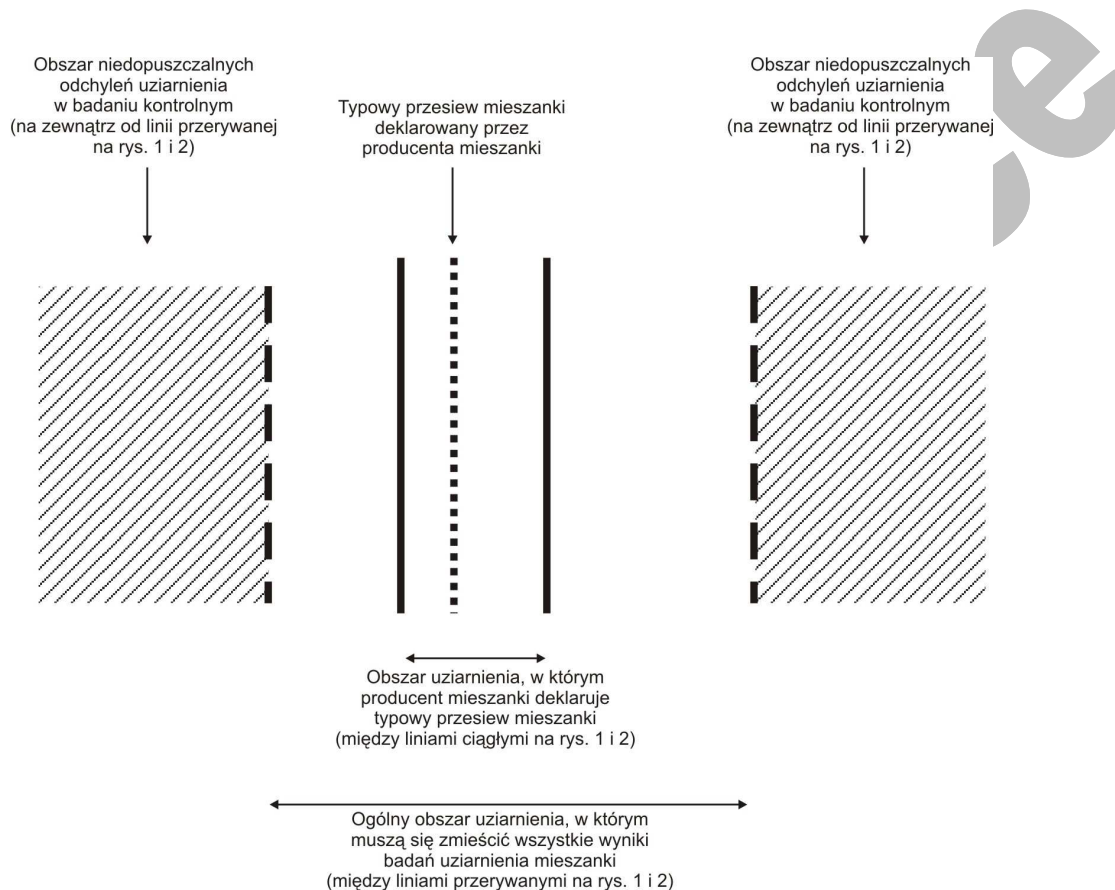 Obszar niedopuszczalnych
odchyleń uziarnienia
w badaniu kontrolnym
(na zewnątrz od linii przerywanej
na rys. 1 i 2)
Typowy przesiew mieszanki
deklarowany przez
producenta mieszanki
Obszar niedopuszczalnych
odchyleń uziarnienia
w badaniu kontrolnym
(na zewnątrz od linii przerywanej
na rys. 1 i 2)
Obszar uziarnienia, w którym
producent mieszanki deklaruje
typowy przesiew mieszanki
(między liniami ciągłymi na rys. 1 i 2)
Ogólny obszar uziarnienia, w którym
muszą się zmieścić wszystkie wyniki
badań uziarnienia mieszanki
(między liniami przerywanymi na rys. 1 i 2)